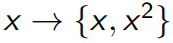 x → {x, x²}